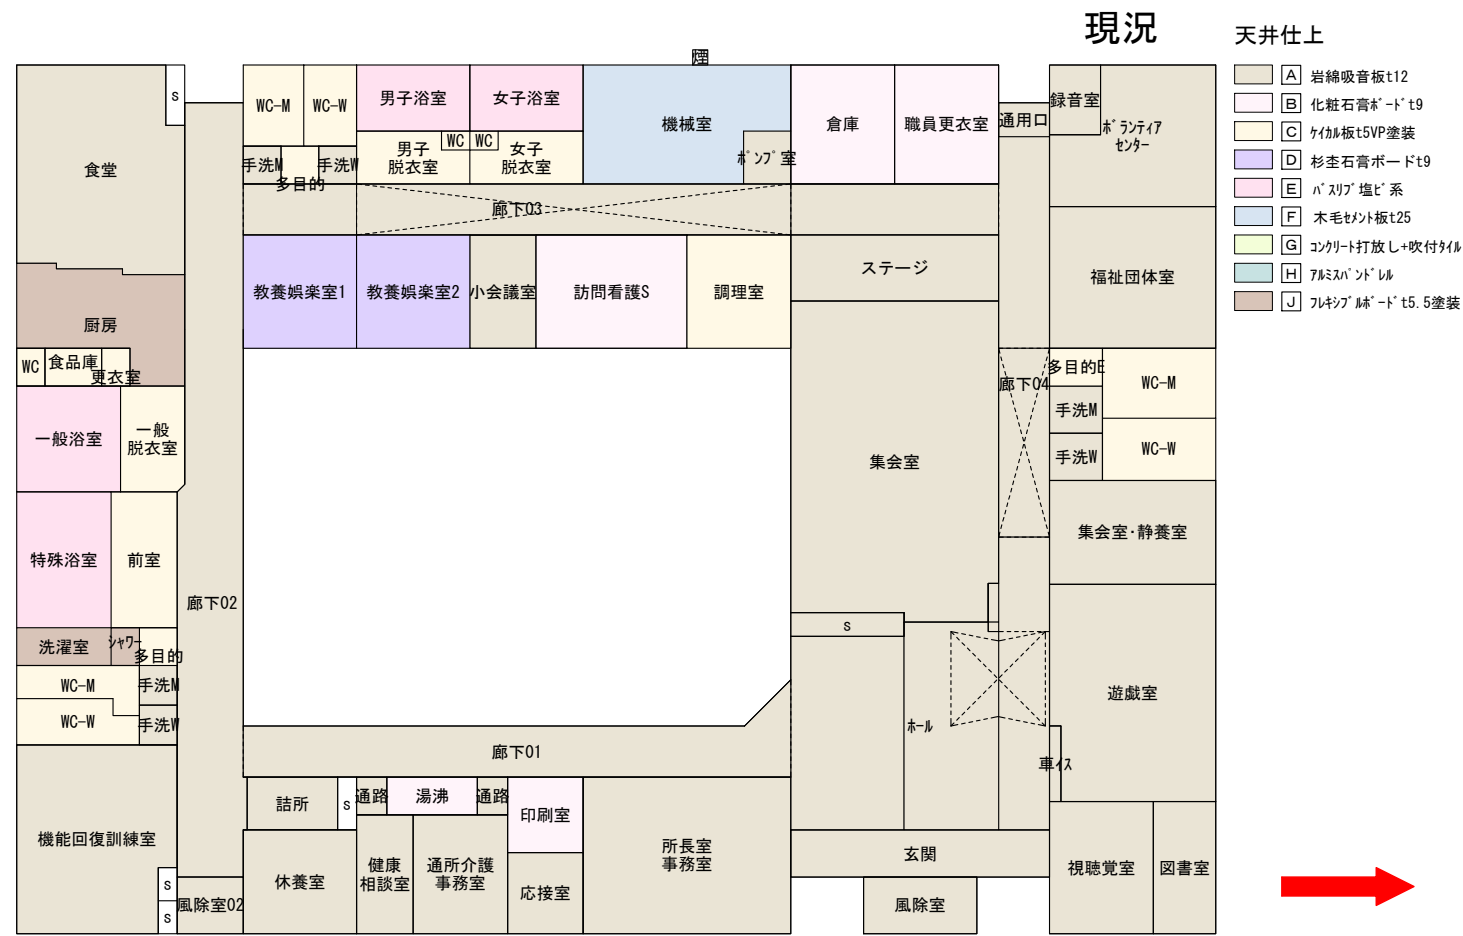 現況
天井仕上
A 岩綿吸音板t12
B 化粧石膏ﾎﾞｰﾄﾞt9
C ｹｲｶﾙ板t5VP塗装
D 杉杢石膏ボードt9
E ﾊﾞｽﾘﾌﾞ塩ﾋﾞ系
F 木毛ｾﾒﾝﾄ板t25
G ｺﾝｸﾘｰﾄ打放し+吹付ﾀｲﾙ
H ｱﾙﾐｽﾊﾟﾝﾄﾞﾚﾙ
J ﾌﾚｷｼﾌﾞﾙﾎﾞｰﾄﾞt5.5塗装
煙
食堂
s
WC-M
WC-W
手洗M
多目的
手洗W
男子浴室
女子浴室
WC
WC
男子
脱衣室
女子
脱衣室
機械室
ﾎﾟﾝﾌﾟ室
倉庫
職員更衣室
通用口
録音室
ﾎﾞﾗﾝﾃｨｱ
ｾﾝﾀｰ
廊下03
教養娯楽室1
教養娯楽室2
小会議室
訪問看護S
調理室
ステージ
福祉団体室
厨房
WC
食品庫
更衣室
廊下04
多目的E
WC-M
手洗M
手洗W
WC-W
一般浴室
一般
脱衣室
集会室
集会室･静養室
特殊浴室
前室
廊下02
洗濯室
ｼｬﾜｰ
多目的
WC-M
手洗M
WC-W
手洗W
s
ﾎｰﾙ
遊戯室
車ｲｽ
廊下01
詰所
s
通路
湯沸
通路
印刷室
機能回復訓練室
休養室
健康
相談室
通所介護
事務室
応接室
所長室
事務室
玄関
視聴覚室
図書室
s
s
風除室02
風除室